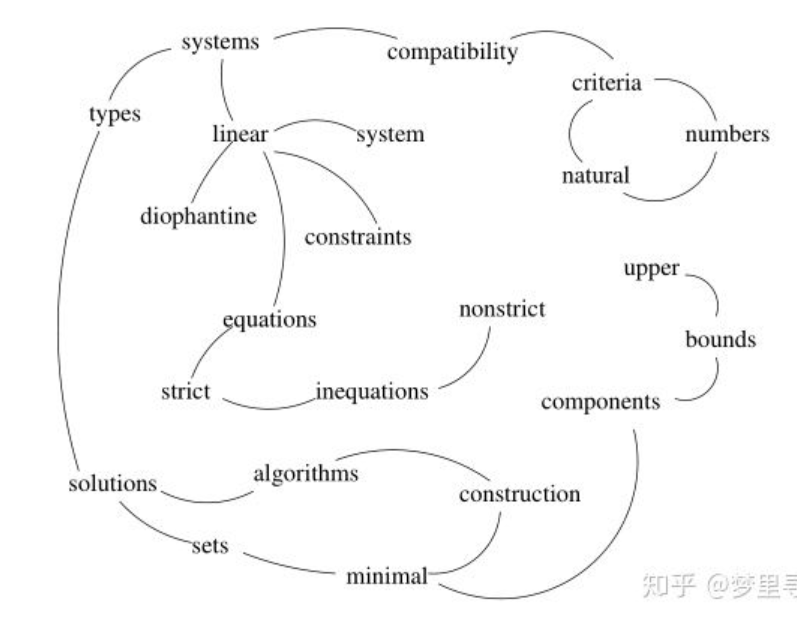 systems
compatibility
criteria
types
linear
system
numbers
natural
diophantine
constraints
upper
equations
nonstrict
bounds
strict
inequations
components
solutions
algorithms
construction
sets
minimal
知乎 @梦里寻